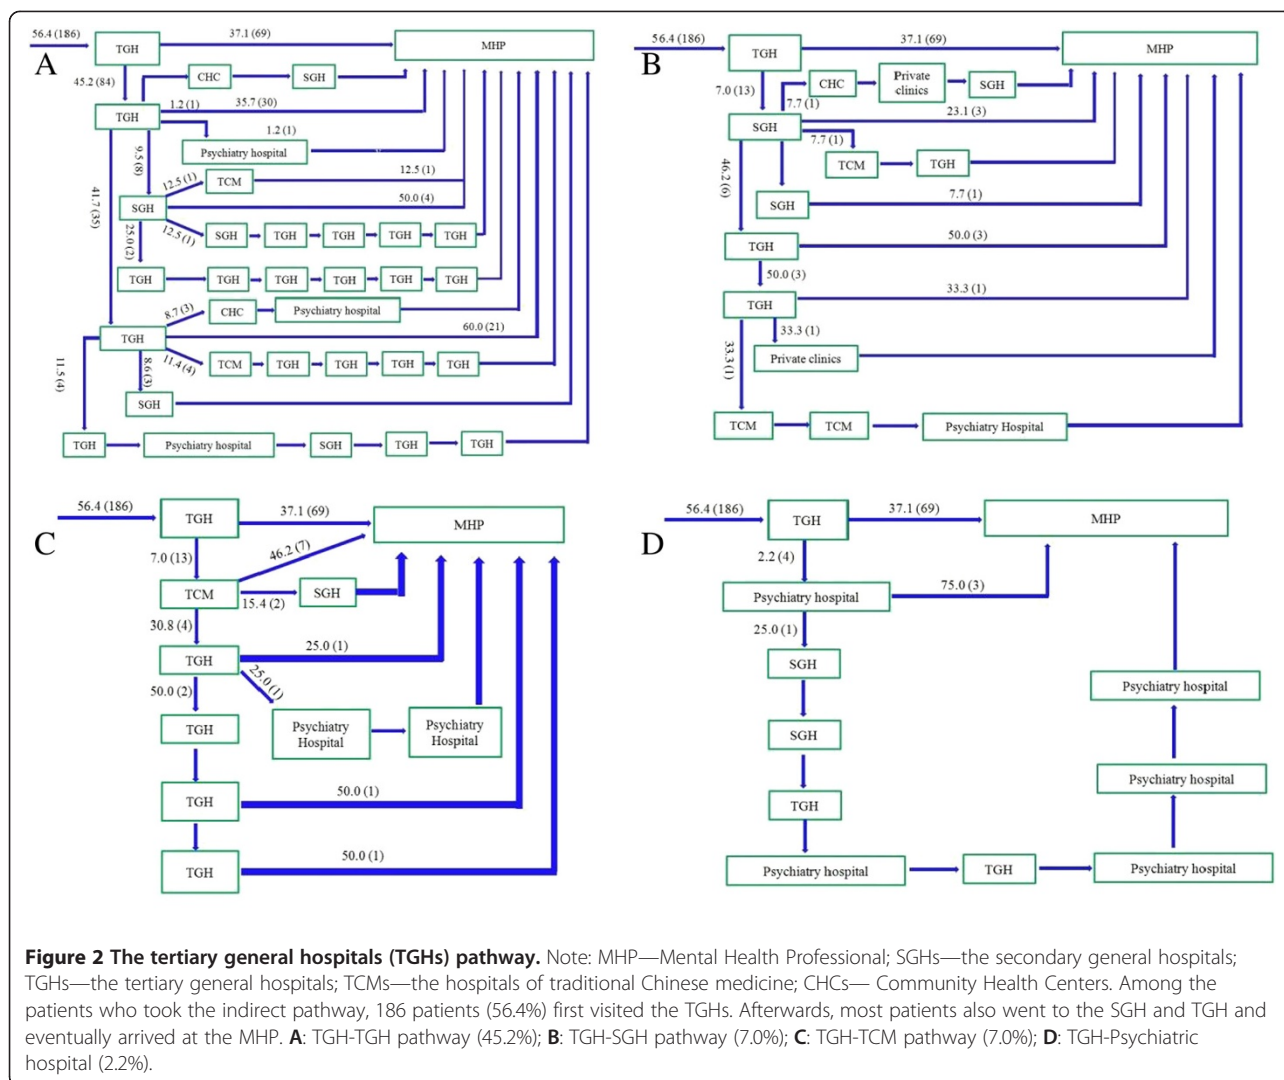 A
56.4 (186)
TGH
37.1 (69)
MHP
45.2 (84)
CHC
SGH
TGH
1.2 (1)
35.7 (30)
1.2 (1)
Psychiatry hospital
9.5 (8)
41.7 (35)
12.5 (1)
TCM
12.5 (1)
SGH
50.0 (4)
12.5 (1)
SGH
TGH
TGH
TGH
TGH
25.0 (2)
TGH
TGH
TGH
TGH
TGH
TGH
8.7 (3)
CHC
Psychiatry hospital
TGH
60.0 (21)
11.4 (4)
TCM
TGH
TGH
TGH
TGH
8.6 (3)
11.5 (4)
SGH
TGH
Psychiatry hospital
SGH
TGH
TGH
B
56.4 (186)
TGH
37.1 (69)
MHP
7.0 (13)
7.7 (1)
CHC
Private
clinics
SGH
SGH
23.1 (3)
7.7 (1)
TCM
TGH
46.2 (6)
SGH
7.7 (1)
TGH
50.0 (3)
50.0 (3)
TGH
33.3 (1)
33.3 (1)
Private clinics
33.3 (1)
TCM
TCM
Psychiatry Hospital
C
56.4 (186)
TGH
37.1 (69)
MHP
7.0 (13)
46.2 (7)
TCM
15.4 (2)
SGH
30.8 (4)
TGH
25.0 (1)
25.0 (1)
50.0 (2)
TGH
Psychiatry
Hospital
Psychiatry
Hospital
TGH
50.0 (1)
TGH
50.0 (1)
D
56.4 (186)
TGH
37.1 (69)
MHP
2.2 (4)
Psychiatry hospital
75.0 (3)
25.0 (1)
SGH
SGH
TGH
Psychiatry hospital
TGH
Psychiatry hospital
Psychiatry hospital
Psychiatry hospital
Figure 2 The tertiary general hospitals (TGHs) pathway. Note: MHP—Mental Health Professional; SGHs—the secondary general hospitals;
TGHs—the tertiary general hospitals; TCMs—the hospitals of traditional Chinese medicine; CHCs— Community Health Centers. Among the
patients who took the indirect pathway, 186 patients (56.4%) first visited the TGHs. Afterwards, most patients also went to the SGH and TGH and
eventually arrived at the MHP. A: TGH-TGH pathway (45.2%); B: TGH-SGH pathway (7.0%); C: TGH-TCM pathway (7.0%); D: TGH-Psychiatric
hospital (2.2%).